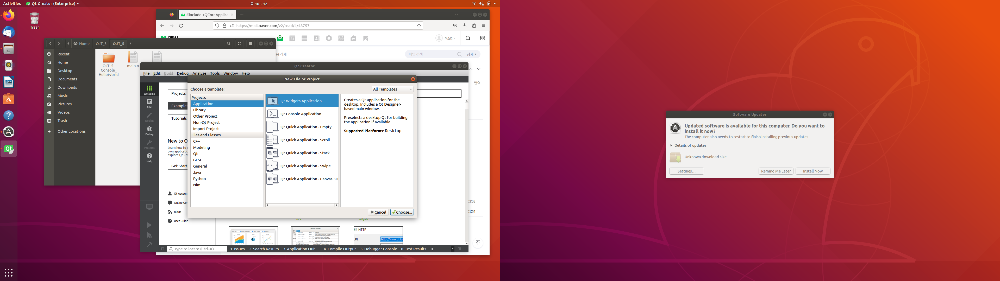 Activities
Qt Creator (Enterprise)
목 16 : 12
Trash
#include <QCoreApplicat
https://mail.naver.com/v2/read/4/48757
허소연
메일 검색
상세
번역
03:03
01:54
Home
OJT_3
OJT_5
Recent
Home
Desktop
Documents
Downloads
Music
Pictures
Videos
Trash
Other Locations
OJT_5_
Console_
HelloWorld
main.o
Qt Creator
File Edit Build Debug Analyze Tools Window Help
Welcome
Edit
Design
Debug
Projects
Help
Projects
Examples
Tutorials
New to Q
Learn how to
own application
explore Qt Cre
Get Start
Qt Accoun
Online Con
Blogs
User Guide
New File or Project
Choose a template:
All Templates
Projects
Application
Library
Other Project
Non-Qt Project
Import Project
Files and Classes
C++
Modeling
Qt
GLSL
General
Java
Python
Nim
Qt Widgets Application
Qt Console Application
Qt Quick Application - Empty
Qt Quick Application - Scroll
Qt Quick Application - Stack
Qt Quick Application - Swipe
Qt Quick Application - Canvas 3D
Creates a Qt application for the
desktop. Includes a Qt Designer-
based main window.
Preselects a desktop Qt for building
the application if available.
Supported Platforms: Desktop
Cancel
Choose...
rate
widgets
HTTP
URL:
http://www.qt.io
Type to locate (Ctrl+K)
1 Issues 2 Search Results 3 Application Out... 4 Compile Output 5 Debugger Console 8 Test Results
Software Updater
Updated software is available for this computer. Do you want to
install it now?
The computer also needs to restart to finish installing previous updates.
Details of updates
Unknown download size.
Settings...
Remind Me Later
Install Now